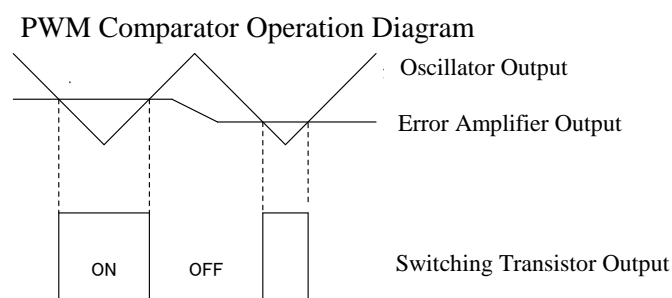 PWM Comparator Operation Diagram
Oscillator Output
Error Amplifier Output
ON
OFF
Switching Transistor Output